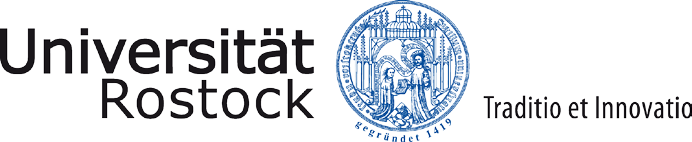 Universität
Rostock
gegründet 1419
Traditio et Innovatio